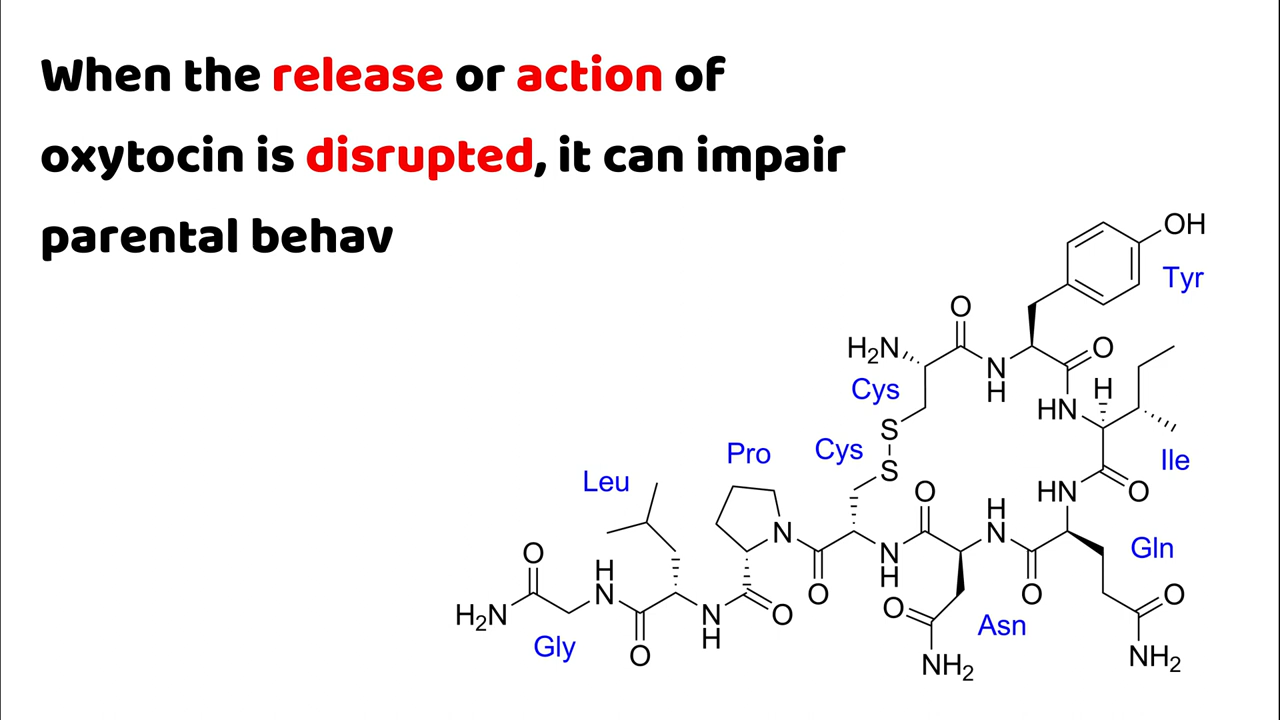 When the release or action of
oxytocin is disrupted, it can impair
parental behav
OH
Tyr
O
H₂N
N
H
O
Cys
HN
H
S
Cys
Ile
S
Pro
O
HN
O
Leu
H
N
N
Gln
O
N
H
O
O
O
H
N
O
O
H₂N
N
H
O
Asn
Gly
O
NH₂
NH₂